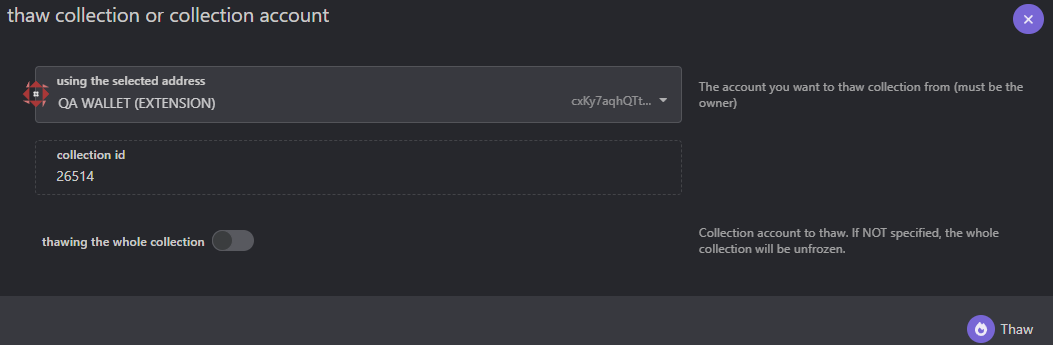 thaw collection or collection account
using the selected address
QA WALLET (EXTENSION)
cxKy7aqhQTt...
The account you want to thaw collection from (must be the
owner)
collection id
26514
thawing the whole collection
Collection account to thaw. If NOT specified, the whole
collection will be unfrozen.
Thaw